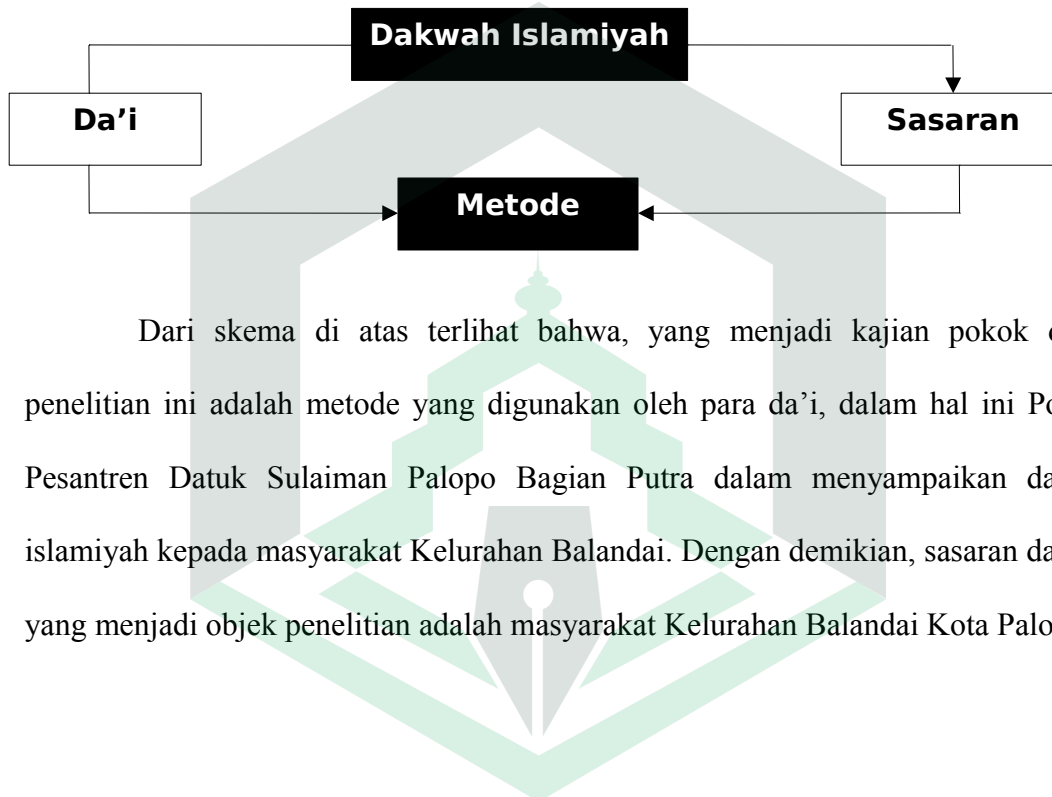 Dakwah Islamiyah
Da’i
Sasaran
Metode
Dari skema di atas terlihat bahwa, yang menjadi kajian pokok
penelitian ini adalah metode yang digunakan oleh para da’i, dalam hal ini
Pesantren Datuk Sulaiman Palopo Bagian Putra dalam menyampaikan
islamiyah kepada masyarakat Kelurahan Balandai. Dengan demikian, sasaran
yang menjadi objek penelitian adalah masyarakat Kelurahan Balandai Kota